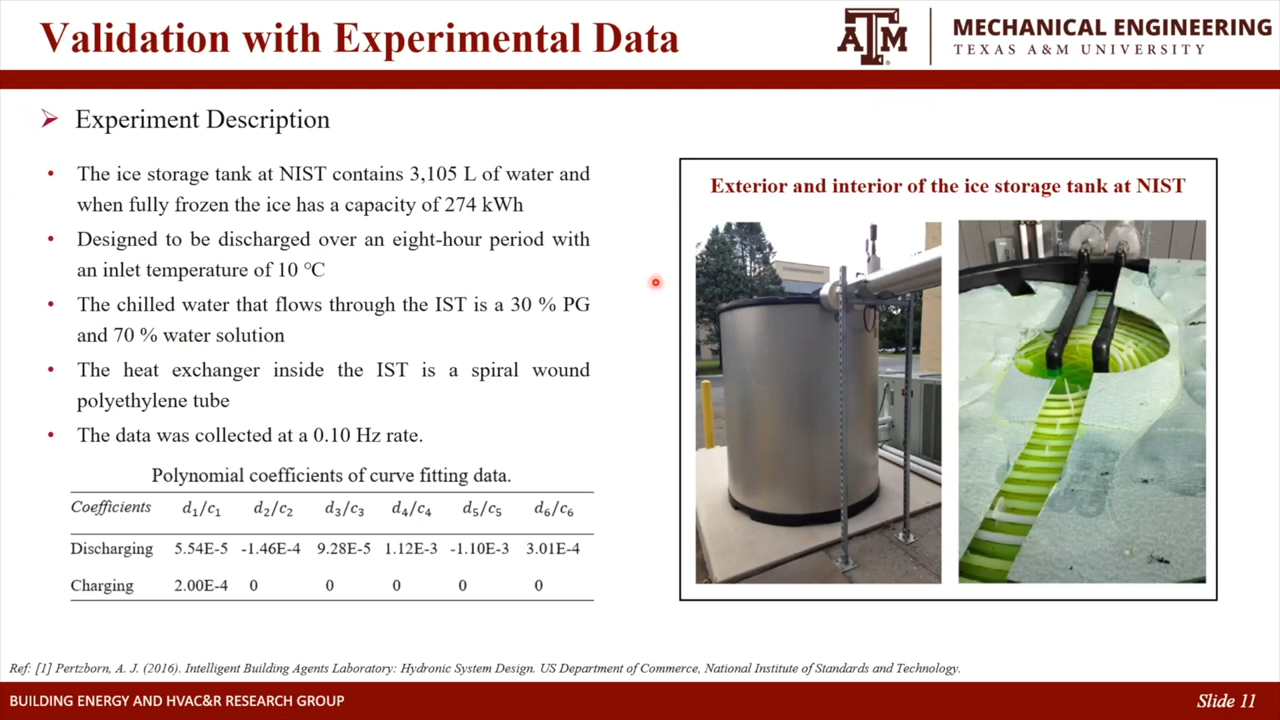 Validation with Experimental Data
ĀM
MECHANICAL ENGINEERING
TEXAS A&M UNIVERSITY
Experiment Description
• The ice storage tank at NIST contains 3,105 L of water and
when fully frozen the ice has a capacity of 274 kWh
• Designed to be discharged over an eight-hour period with
an inlet temperature of 10 °C
• The chilled water that flows through the IST is a 30 % PG
and 70 % water solution
• The heat exchanger inside the IST is a spiral wound
polyethylene tube
• The data was collected at a 0.10 Hz rate.
Polynomial coefficients of curve fitting data.
Coefficients d₁/c₁ d₂/c₂ d₃/c₃ d₄/c₄ d₅/c₅ d₆/c₆
Discharging 5.54E-5 -1.46E-4 9.28E-5 1.12E-3 -1.10E-3 3.01E-4
Charging 2.00E-4 0 0 0 0 0
Exterior and interior of the ice storage tank at NIST
Ref: [1] Pertzborn, A. J. (2016). Intelligent Building Agents Laboratory: Hydronic System Design. US Department of Commerce, National Institute of Standards and Technology.
BUILDING ENERGY AND HVAC&R RESEARCH GROUP
Slide 11